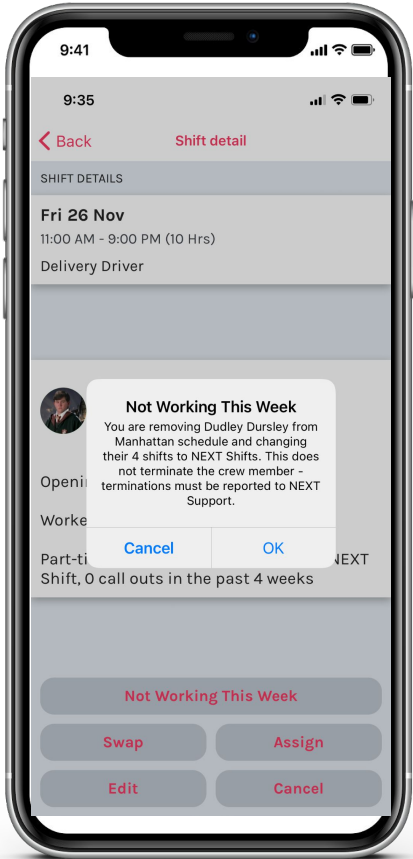 9:41
9:35
Back
Shift detail
SHIFT DETAILS
Fri 26 Nov
11:00 AM - 9:00 PM (10 Hrs)
Delivery Driver
Not Working This Week
You are removing Dudley Dursley from
Manhattan schedule and changing
their 4 shifts to NEXT Shifts. This does
not terminate the crew member -
terminations must be reported to NEXT
Support.
Cancel
OK
Part-ti NEXT
Shift, 0 call outs in the past 4 weeks
Not Working This Week
Swap
Assign
Edit
Cancel